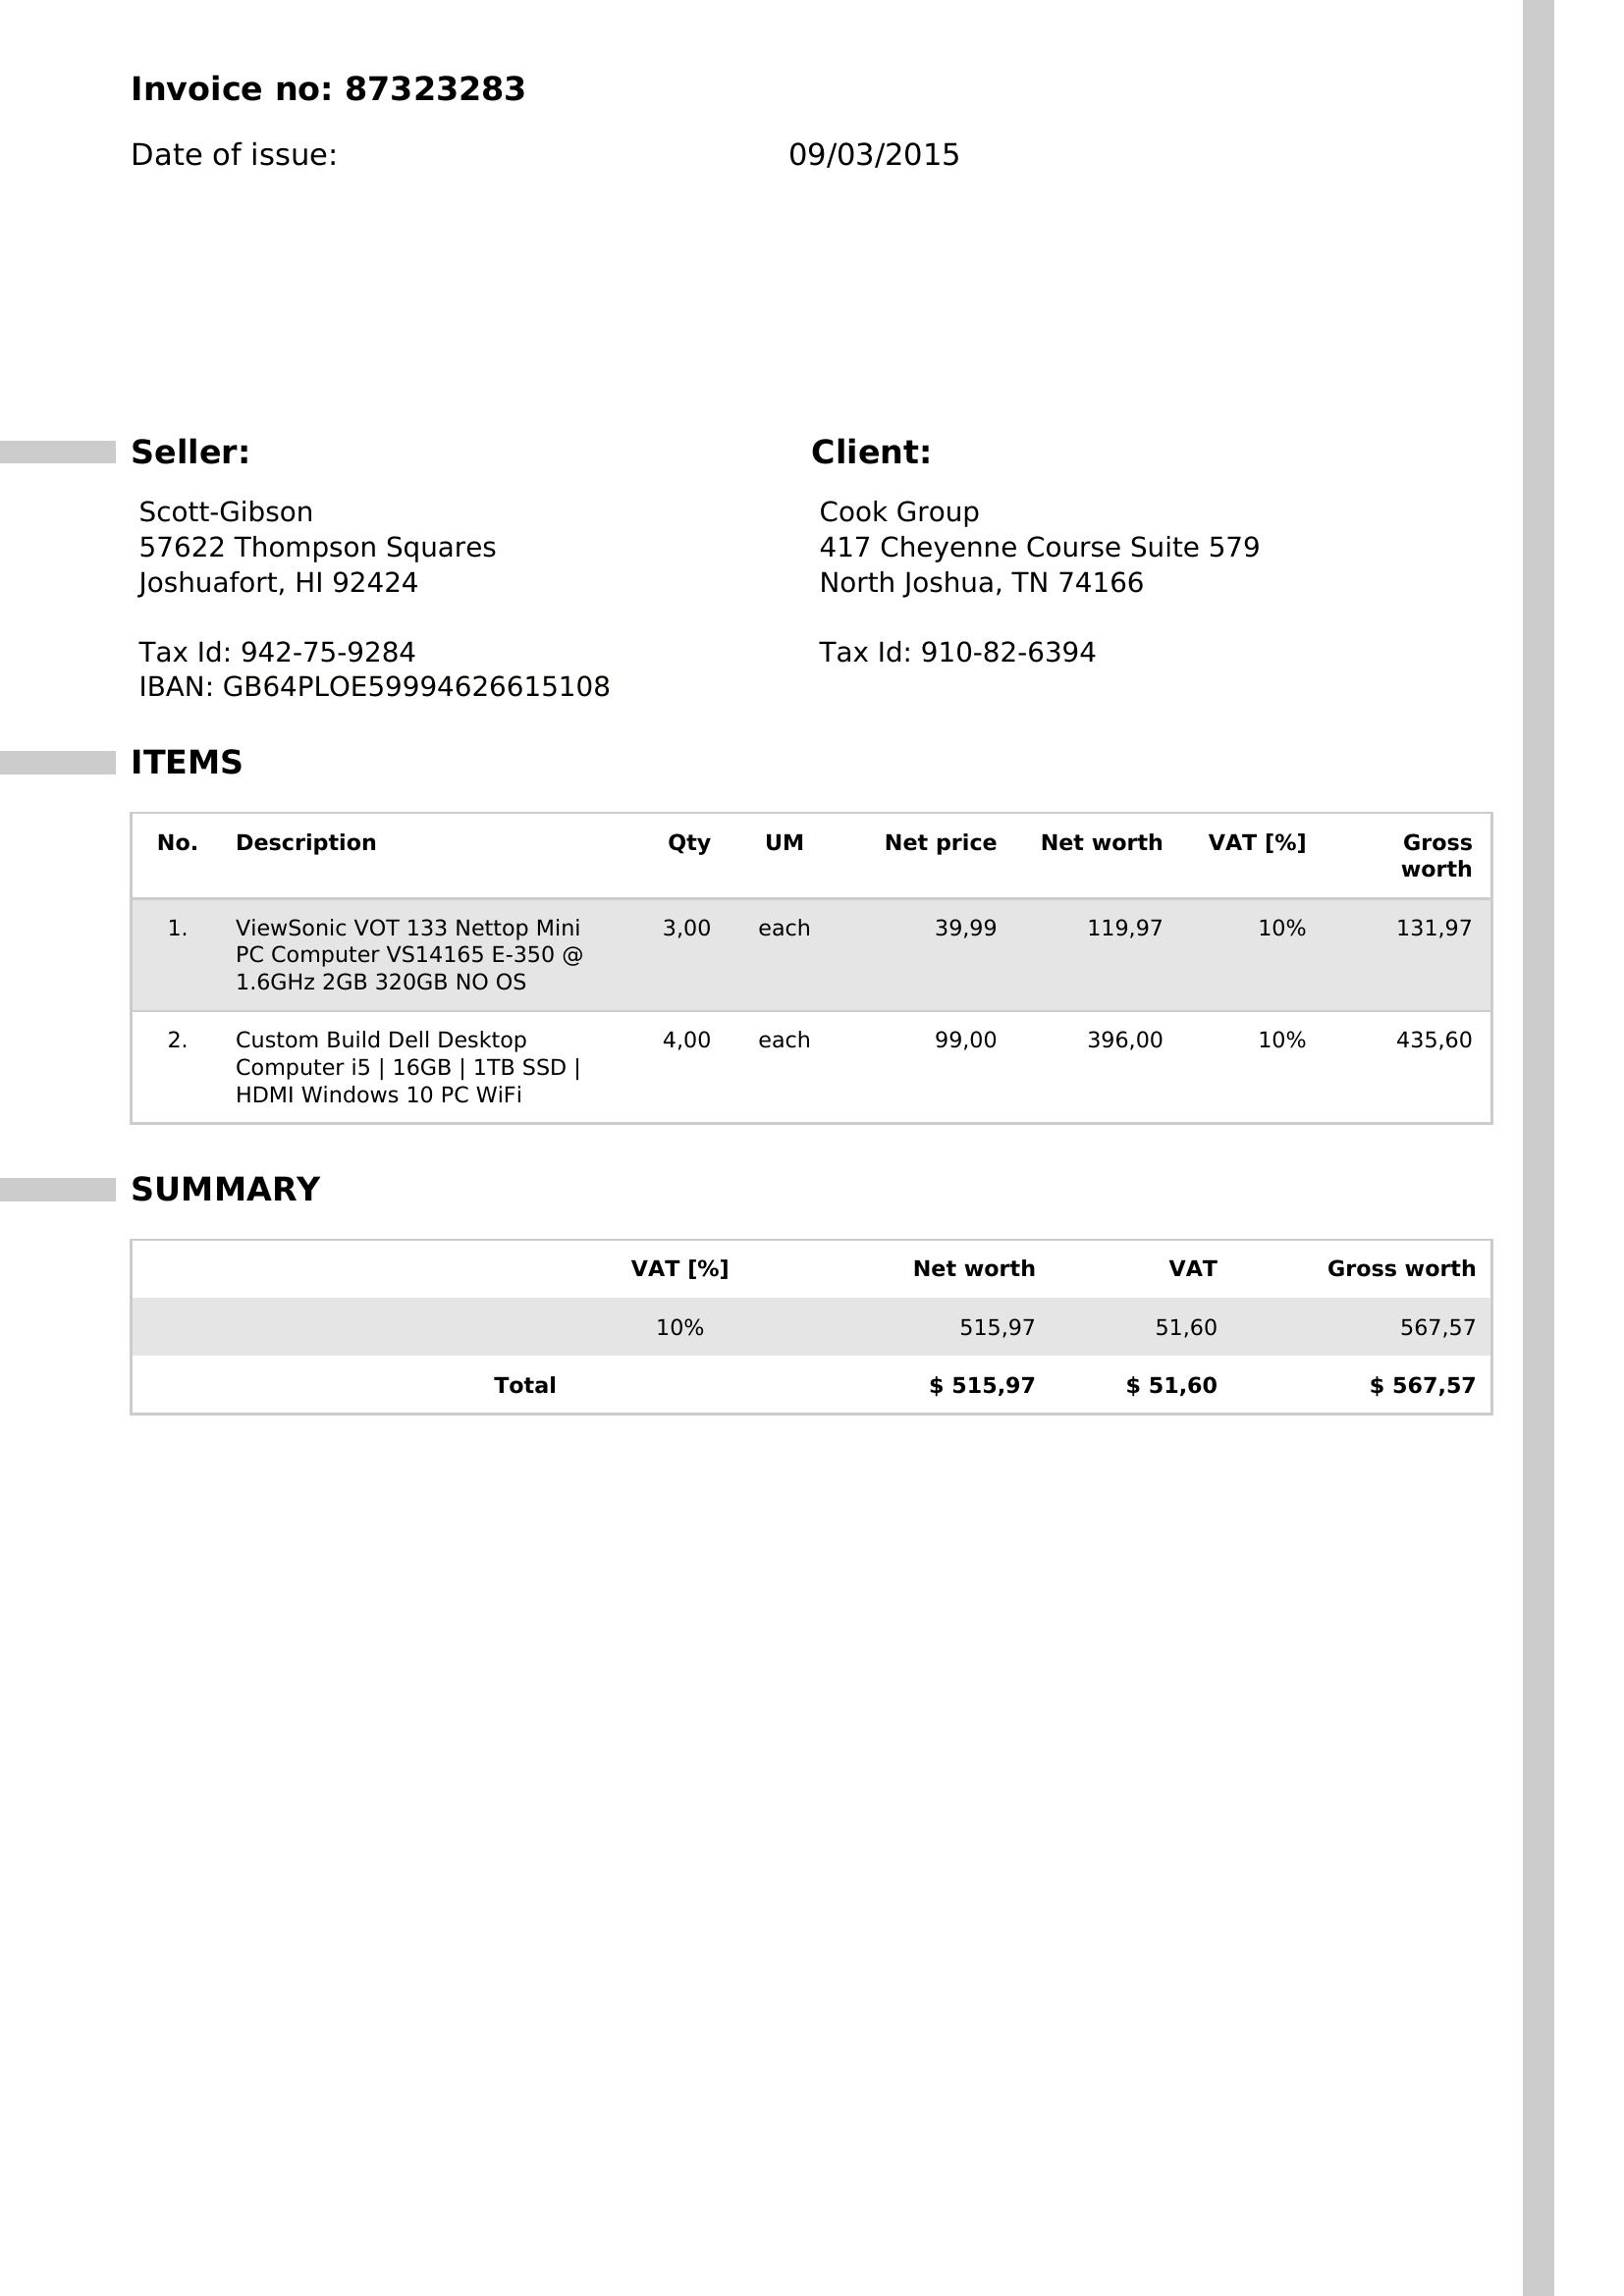 Invoice no: 87323283
Date of issue: 09/03/2015
Seller:
Scott-Gibson
57622 Thompson Squares
Joshuafort, HI 92424
Tax Id: 942-75-9284
IBAN: GB64PLOE59994626615108
Client:
Cook Group
417 Cheyenne Course Suite 579
North Joshua, TN 74166
Tax Id: 910-82-6394
ITEMS
No. Description Qty UM Net price Net worth VAT [%] Gross
worth
1. ViewSonic VOT 133 Nettop Mini 3,00 each 39,99 119,97 10% 131,97
PC Computer VS14165 E-350 @
1.6GHz 2GB 320GB NO OS
2. Custom Build Dell Desktop 4,00 each 99,00 396,00 10% 435,60
Computer i5 | 16GB | 1TB SSD |
HDMI Windows 10 PC WiFi
SUMMARY
VAT [%] Net worth VAT Gross worth
10% 515,97 51,60 567,57
Total $ 515,97 $ 51,60 $ 567,57